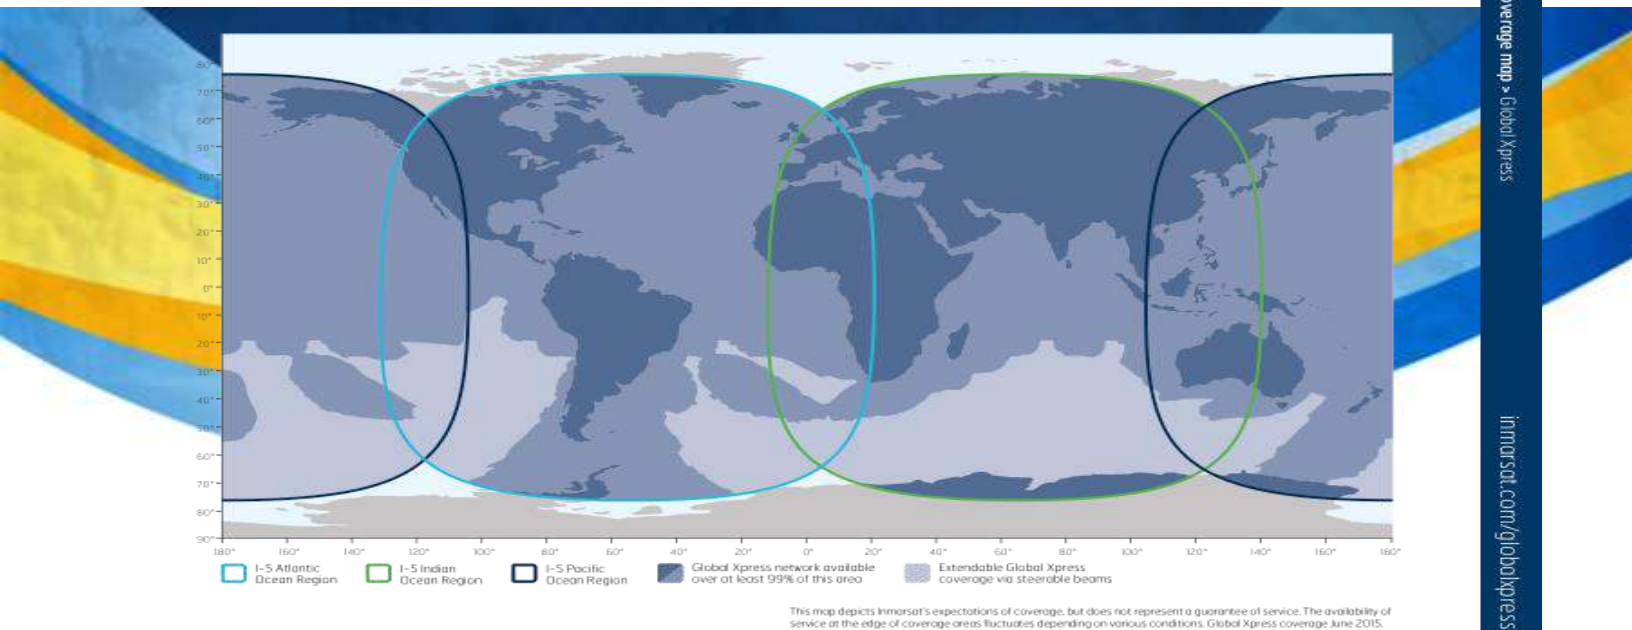 overage map > Global Xpress
80°
70°
60°
50°
40°
30°
20°
10°
0°
10°
20°
30°
40°
50°
60°
70°
80°
90°
180° 160° 140° 120° 100° 80° 60° 40° 20° 0° 20° 40° 60° 80° 100° 120° 140° 160° 180°
I-5 Atlantic
Ocean Region
I-5 Indian
Ocean Region
I-5 Pacific
Ocean Region
Global Xpress network available
over at least 99% of this area
Extendable Global Xpress
coverage via steerable beams
This map depicts Inmarsat's expectations of coverage, but does not represent a guarantee of service. The availability of
service at the edge of coverage areas fluctuates depending on various conditions. Global Xpress coverage June 2015.
inmarsat.com/globalxpress